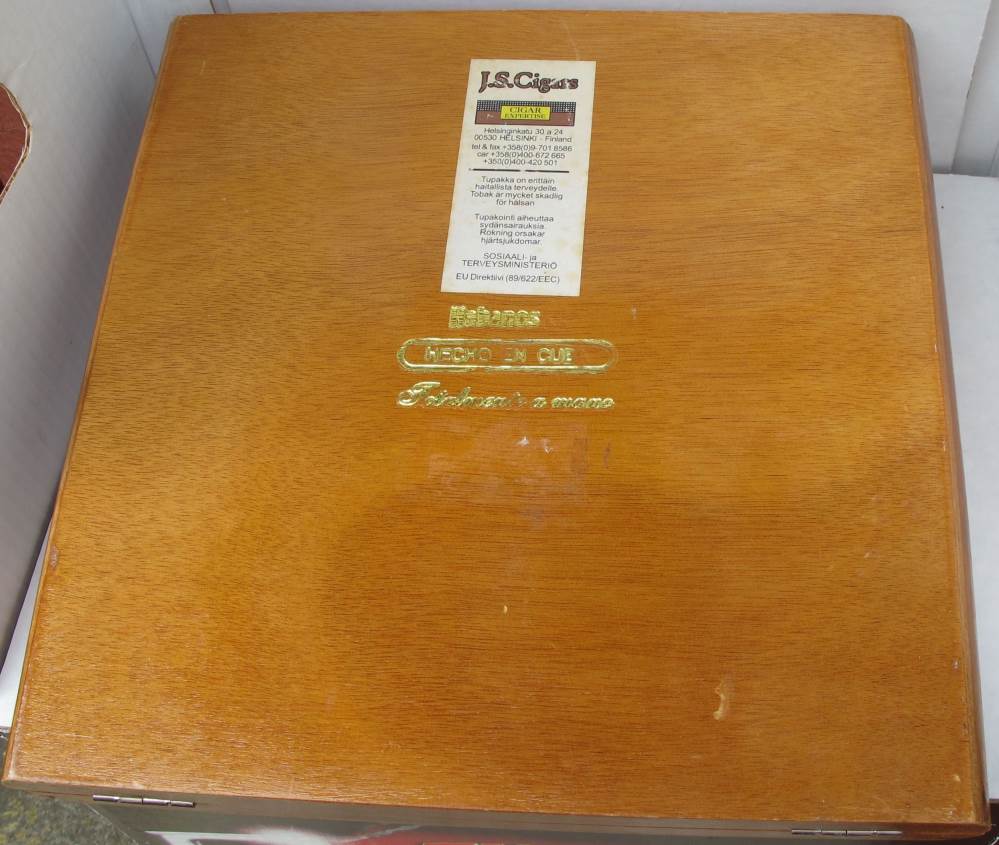 J.S.Cigars
CIGAR
EXPERTISE
Helsinginkatu 30 a 24
00530 HELSINKI - Finland
tel & fax +358(0)9-701 8586
car +358(0)400-672 665
+358(0)400-420 501
Tupakka on erittäin
haitallista terveydelle.
Tobak är mycket skadlig
för hälsan
Tupakointi aiheuttaa
sydänsairauksia.
Rökning orsakar
hjärtsjukdomar.
SOSIAALI- ja
TERVEYSMINISTERIÖ
EU Direktiivi (89/622/EEC)
Habanos
HECHO EN CUBA
Totalmente a mano